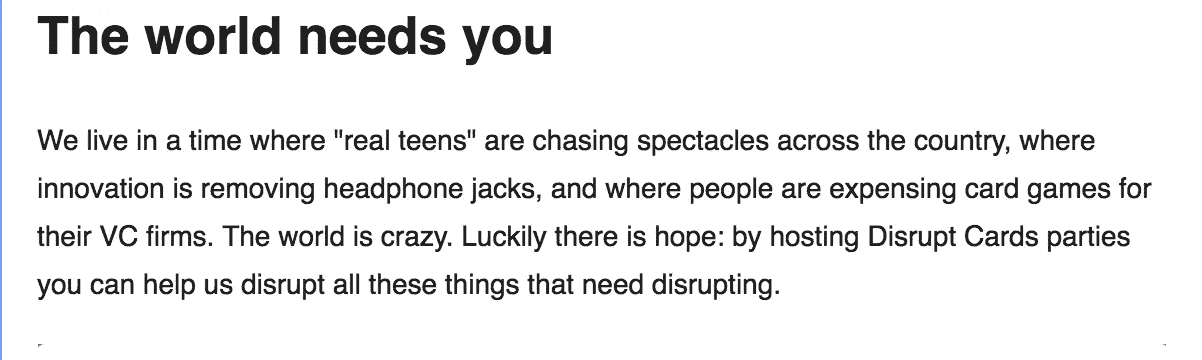 The world needs you
We live in a time where "real teens" are chasing spectacles across the country, where
innovation is removing headphone jacks, and where people are expensing card games for
their VC firms. The world is crazy. Luckily there is hope: by hosting Disrupt Cards parties
you can help us disrupt all these things that need disrupting.